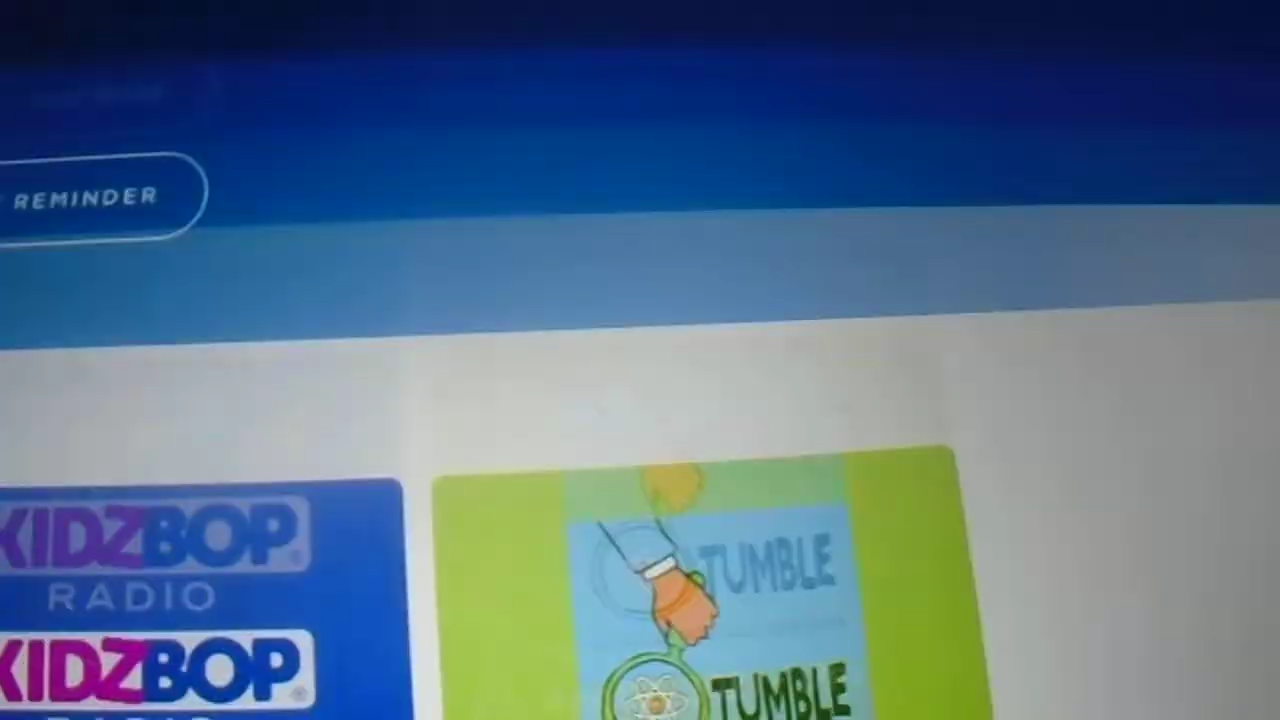 REMINDER
KIDZBOP
RADIO
KIDZBOP
TUMBLE
TUMBLE